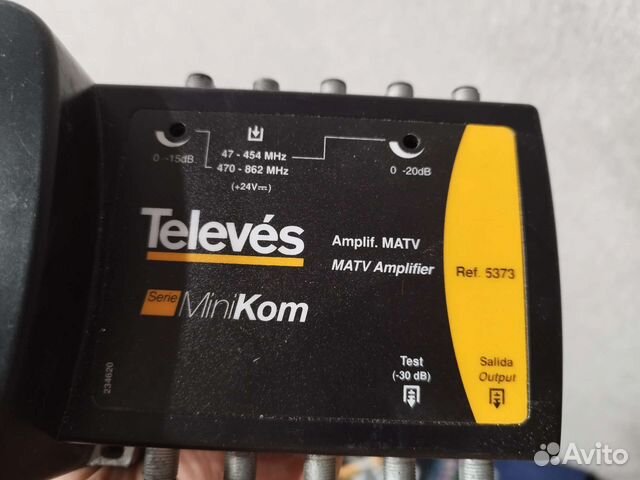 0 -15dB
47 - 454 MHz
470 - 862 MHz
(+24V⎓)
0 -20dB
Televés
Amplif. MATV
MATV Amplifier
Ref. 5373
Serie MiniKom
Test
(-30 dB)
Salida
Output
234620
Avito